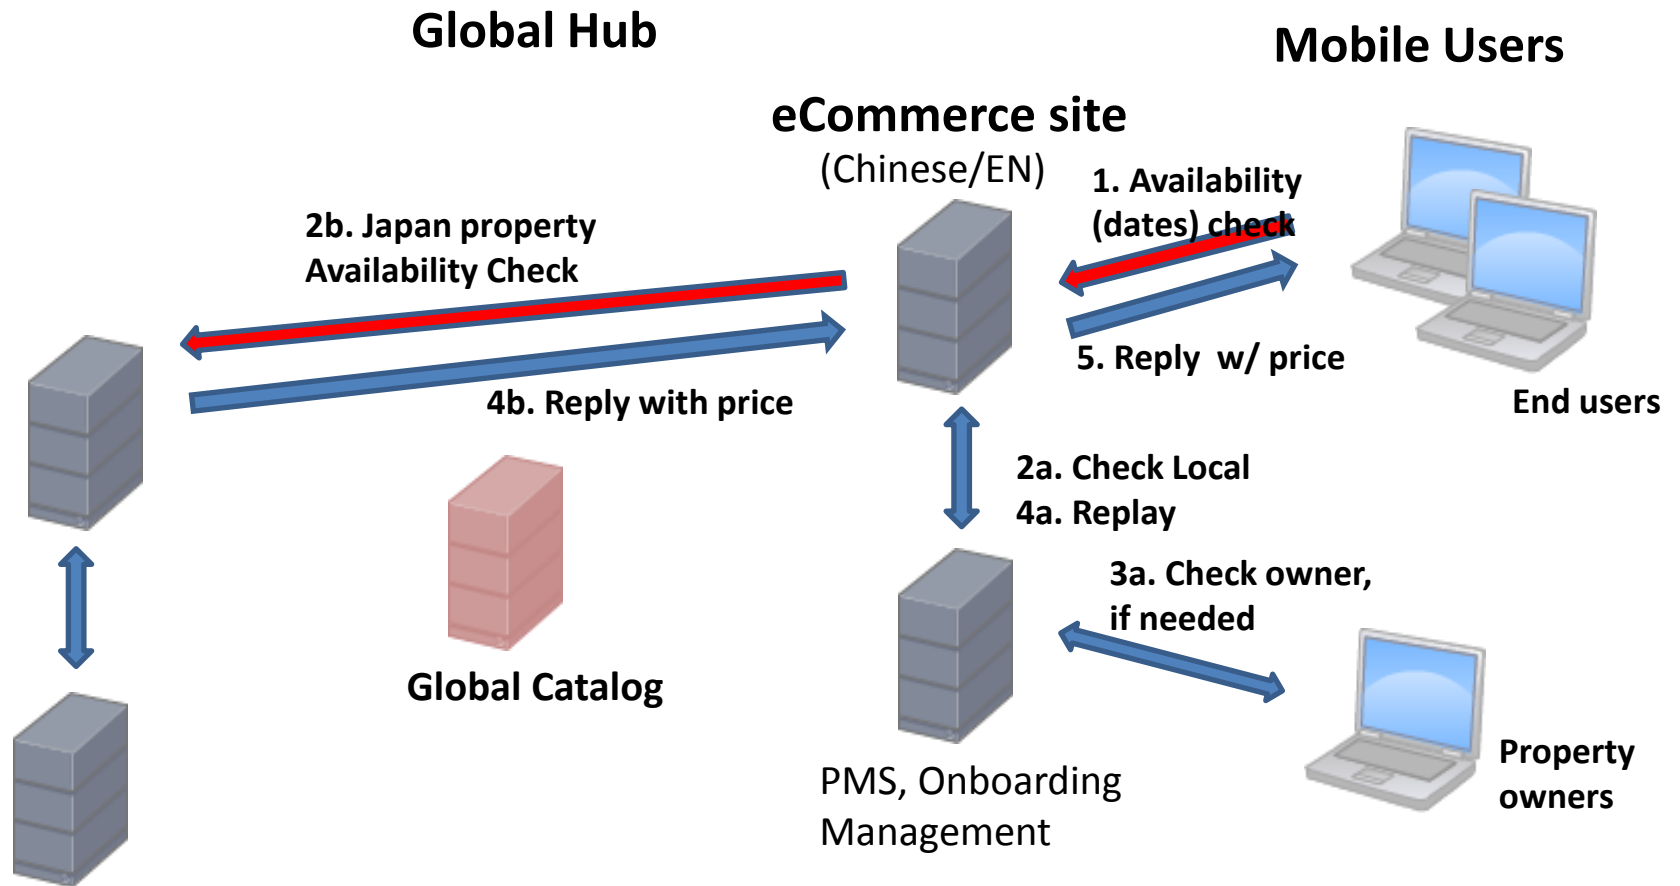 Global Hub
Mobile Users
eCommerce site
(Chinese/EN)
1. Availability
(dates) check
2b. Japan property
Availability Check
5. Reply  w/ price
4b. Reply with price
End users
2a. Check Local
4a. Replay
3a. Check owner,
if needed
Global Catalog
PMS, Onboarding
Management
Property
owners